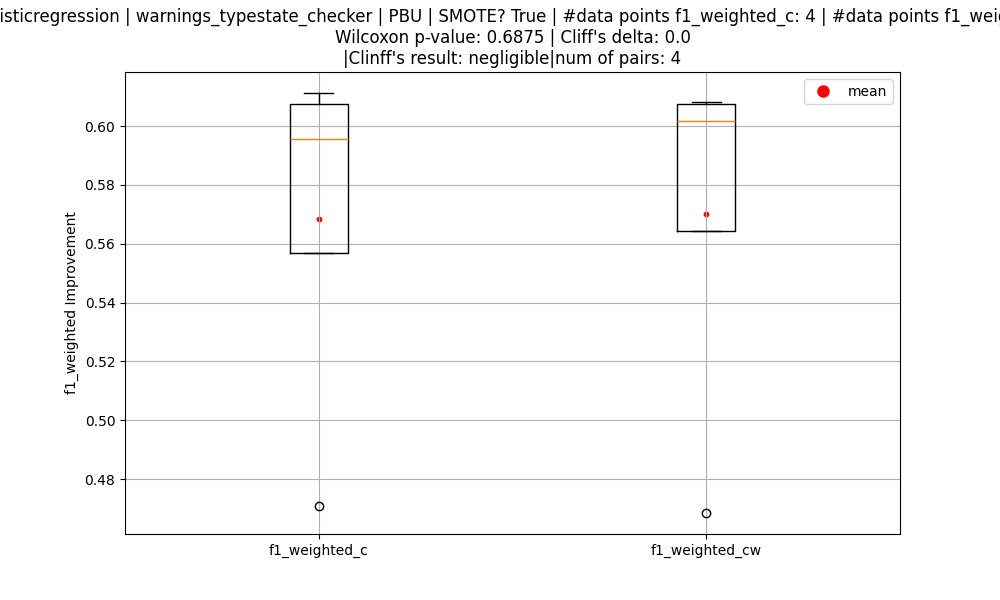 isticregression | warnings_typestate_checker | PBU | SMOTE? True | #data points f1_weighted_c: 4 | #data points f1_wei
Wilcoxon p-value: 0.6875 | Cliff's delta: 0.0
|Clinff's result: negligible|num of pairs: 4
mean
0.60
0.58
0.56
0.54
0.52
0.50
0.48
f1_weighted Improvement
f1_weighted_c
f1_weighted_cw